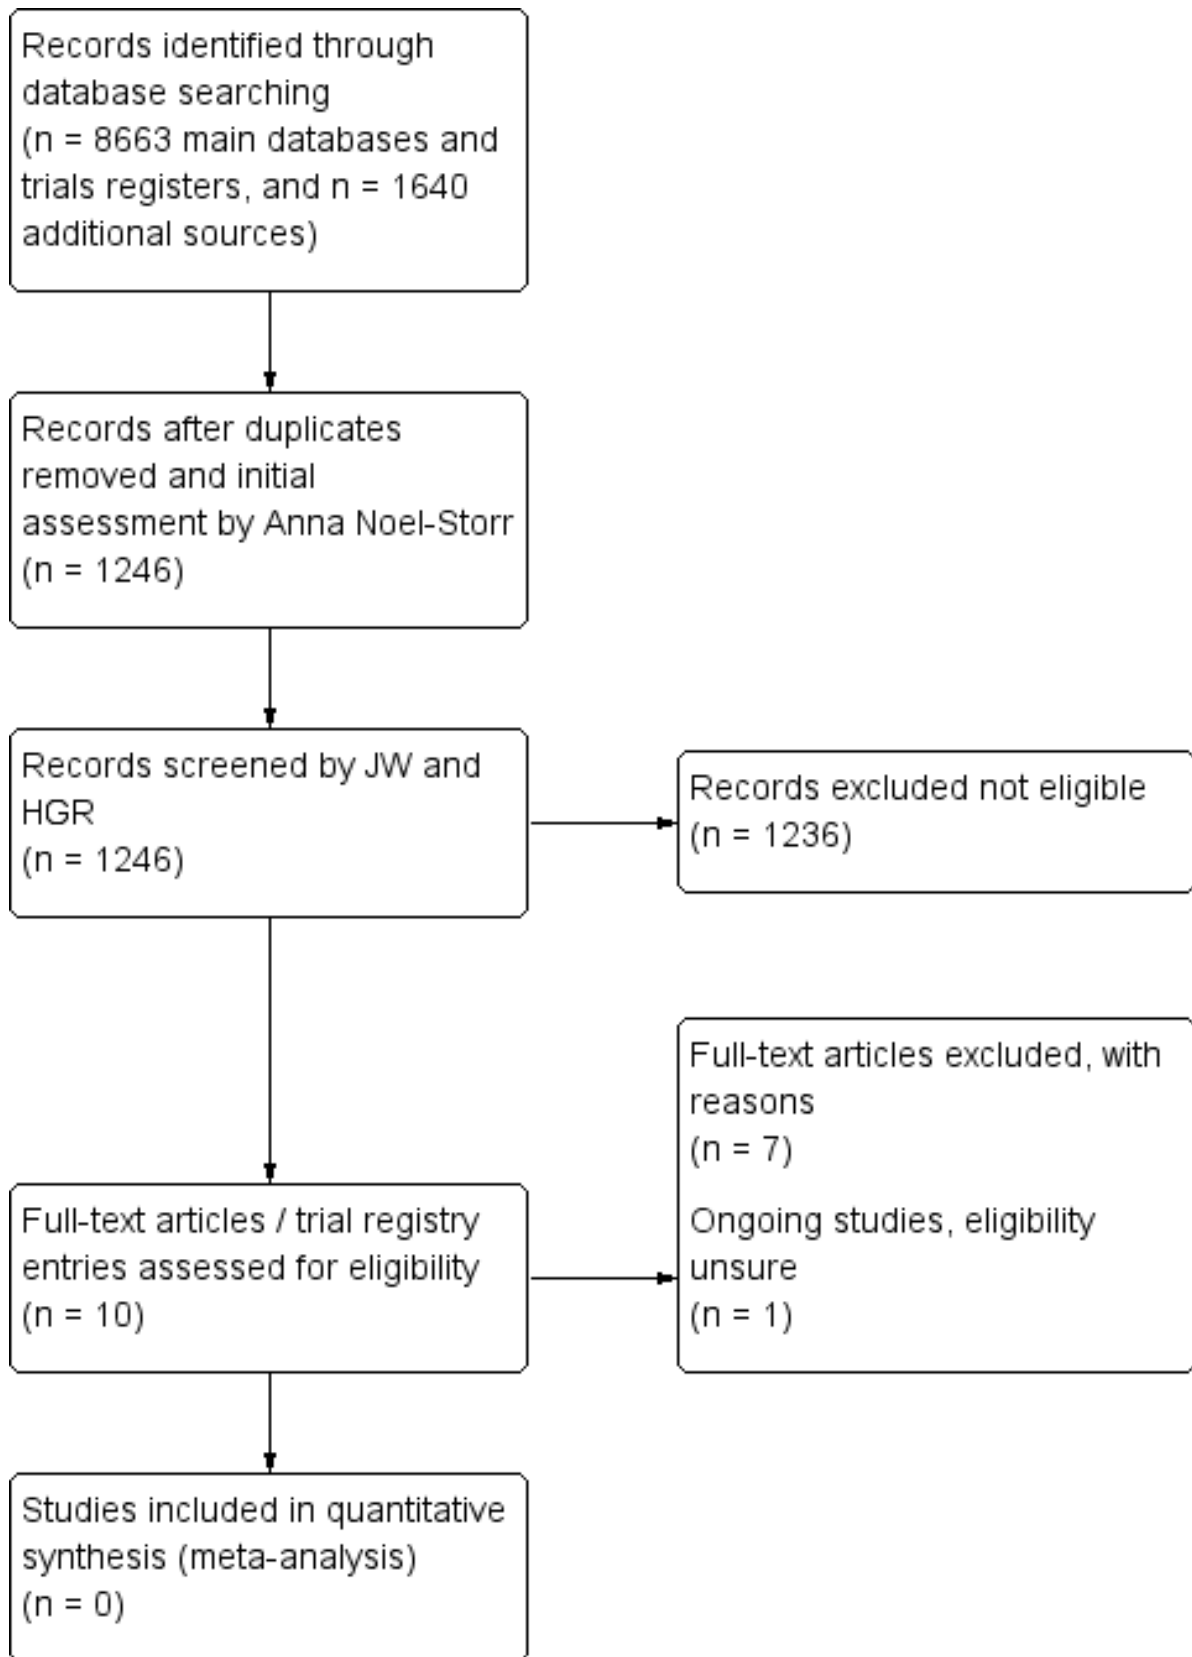 Records identified through
database searching
(n = 8663 main databases and
trials registers, and n = 1640
additional sources)
Records after duplicates
removed and initial
assessment by Anna Noel-Storr
(n = 1246)
Records screened by JW and
HGR
(n = 1246)
Records excluded not eligible
(n = 1236)
Full-text articles / trial registry
entries assessed for eligibility
(n = 10)
Full-text articles excluded, with
reasons
(n = 7)
Ongoing studies, eligibility
unsure
(n = 1)
Studies included in quantitative
synthesis (meta-analysis)
(n = 0)